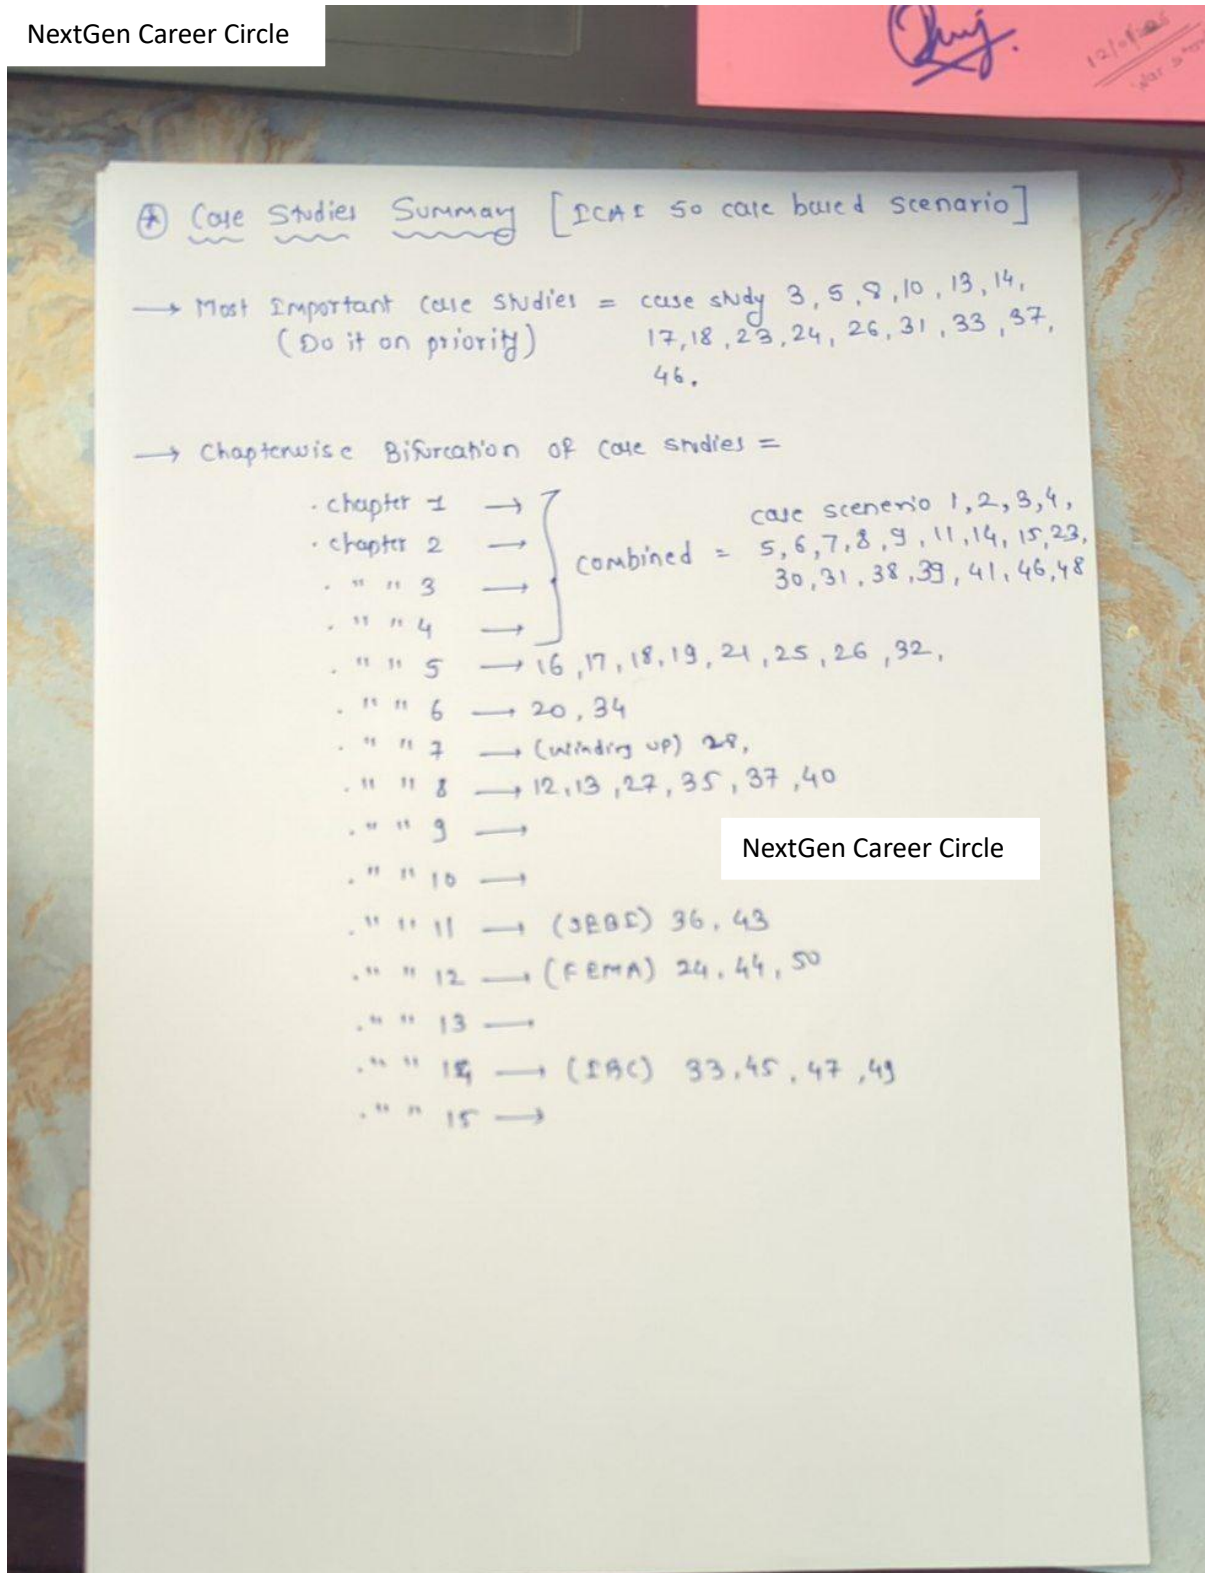 NextGen Career Circle
12/01/2025
Case Studies Summary [ICAI 50 case based scenario]
→ Most Important case studies = case study 3, 5, 8, 10, 13, 14,
(Do it on priority) 17, 18, 23, 24, 26, 31, 33, 37,
46.
→ Chapterwise Bifurcation of case studies =
. chapter 1 →
. chapter 2 →
. " " 3 →
. " " 4 →
combined = case scenerio 1, 2, 3, 4,
5, 6, 7, 8, 9, 11, 14, 15, 23,
30, 31, 38, 39, 41, 46, 48
. " " 5 → 16, 17, 18, 19, 21, 25, 26, 32,
. " " 6 → 20, 34
. " " 7 → (winding up) 28,
. " " 8 → 12, 13, 27, 35, 37, 40
. " " 9 →
NextGen Career Circle
. " " 10 →
. " " 11 → (SEBI) 36, 43
. " " 12 → (FEMA) 24, 44, 50
. " " 13 →
. " " 14 → (IBC) 33, 45, 47, 49
. " " 15 →